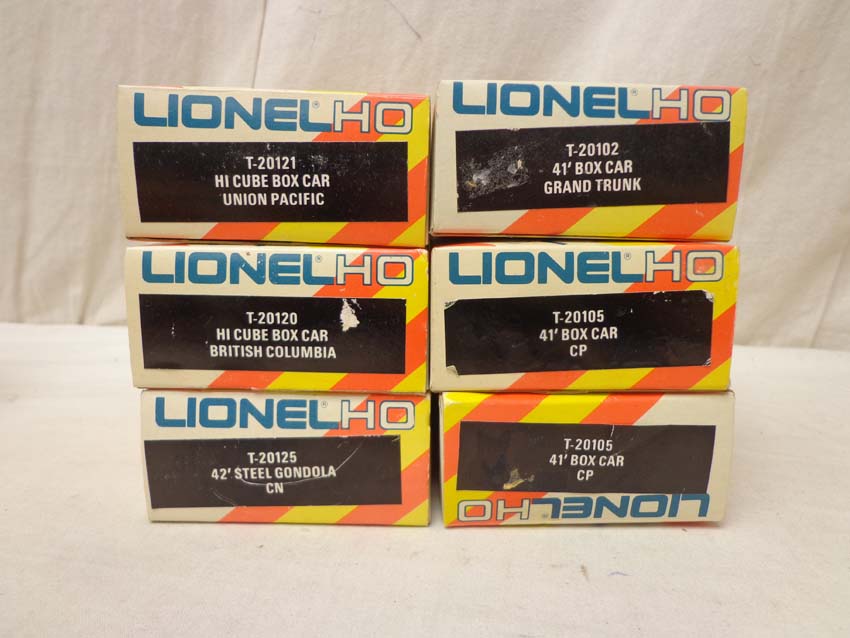 LIONEL® HO
T-20121
HI CUBE BOX CAR
UNION PACIFIC
LIONEL® HO
T-20102
41' BOX CAR
GRAND TRUNK
LIONEL® HO
T-20120
HI CUBE BOX CAR
BRITISH COLUMBIA
LIONEL® HO
T-20105
41' BOX CAR
CP
LIONEL® HO
T-20125
42' STEEL GONDOLA
CN
T-20105
41' BOX CAR
CP
LIONEL® HO